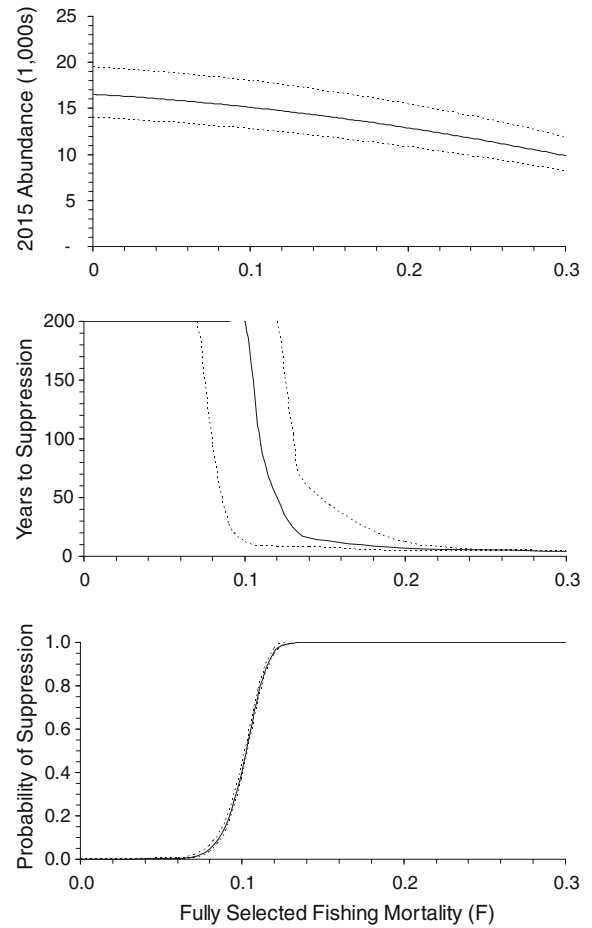 2015 Abundance (1,000s)
25
20
15
10
5
-
0 0.1 0.2 0.3
Years to Suppression
200
150
100
50
0
0 0.1 0.2 0.3
Probability of Suppression
1.0
0.8
0.6
0.4
0.2
0.0
0.0 0.1 0.2 0.3
Fully Selected Fishing Mortality (F)